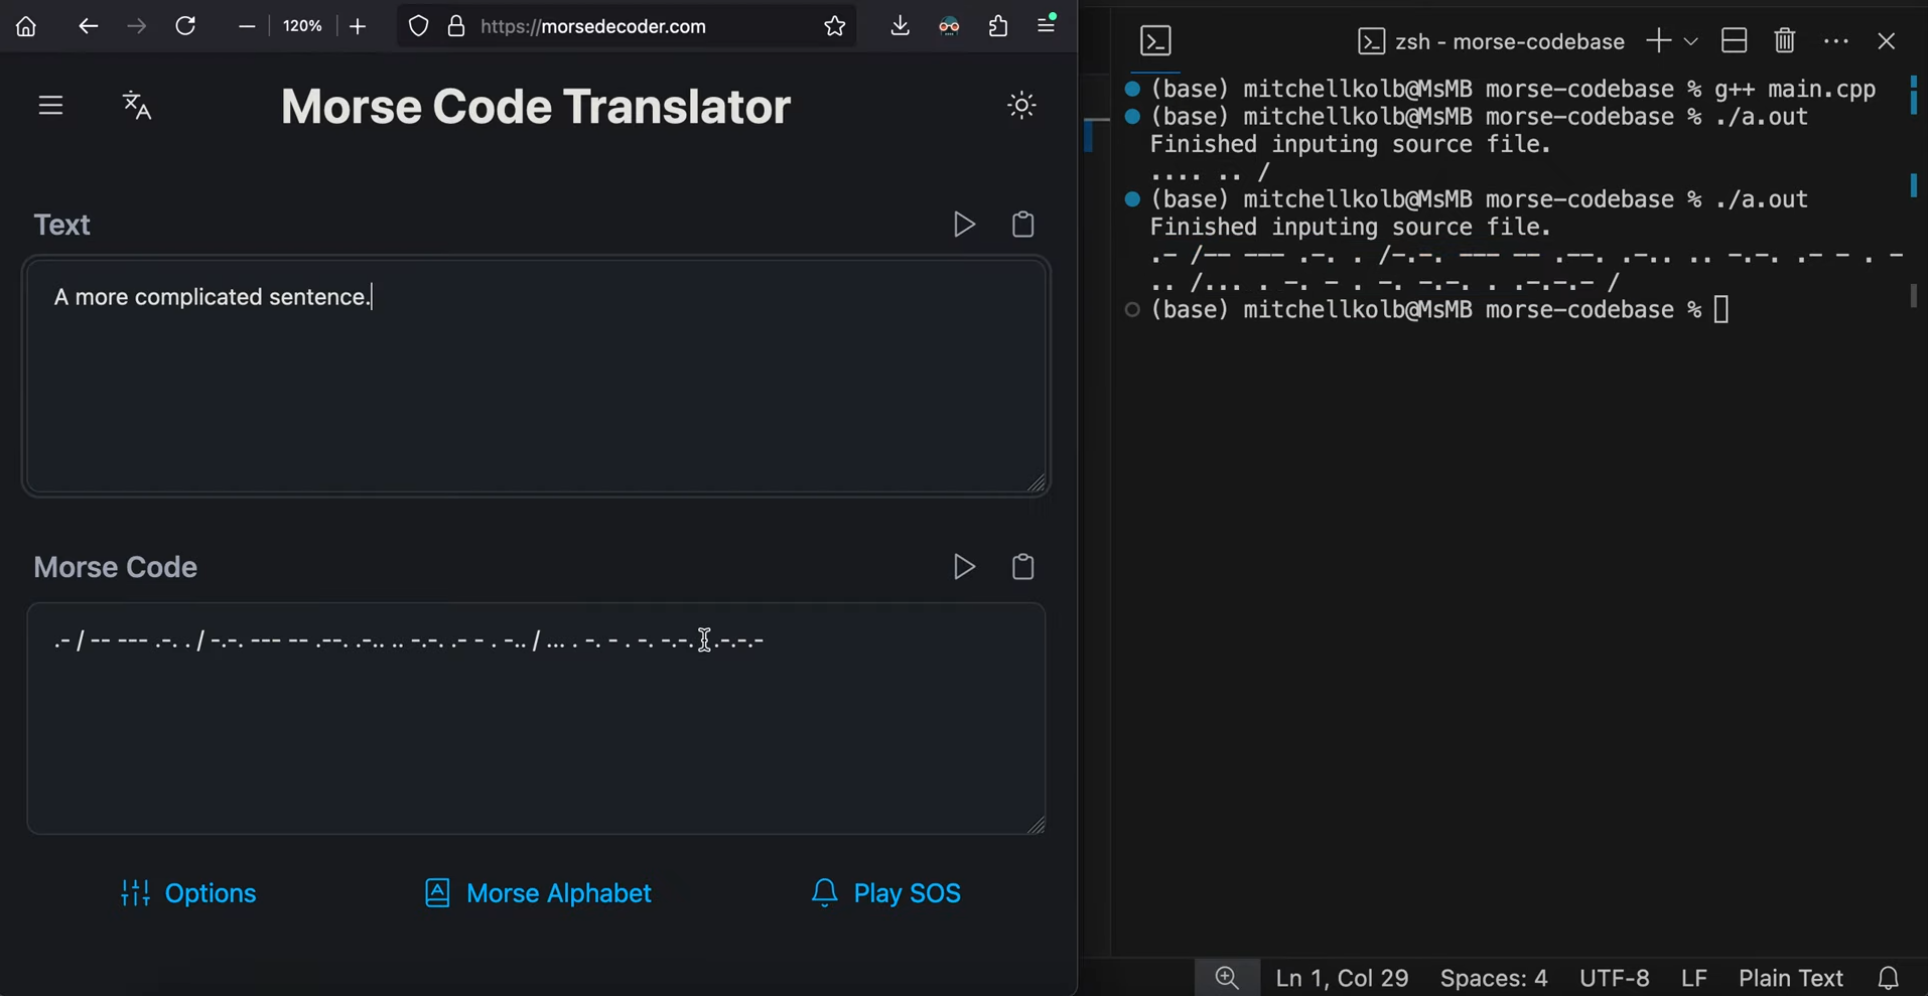 120%
https://morsedecoder.com
Morse Code Translator
Text
A more complicated sentence.
Morse Code
.- / -- --- .-. . / -.-. --- -- .--. .-.. .. -.-. .- - . -.. / ... . -. - . -. -.-. .-.-.-
Options
Morse Alphabet
Play SOS
zsh - morse-codebase
(base) mitchellkolb@MsMB morse-codebase % g++ main.cpp
(base) mitchellkolb@MsMB morse-codebase % ./a.out
Finished inputing source file.
.... .. /
(base) mitchellkolb@MsMB morse-codebase % ./a.out
Finished inputing source file.
.- /-- --- .-. . /-.-. --- -- .--. .-.. .. -.-. .- - . -
.. /... . -. - . -. -.-. . .-.-.- /
(base) mitchellkolb@MsMB morse-codebase %
Ln 1, Col 29 Spaces: 4 UTF-8 LF Plain Text